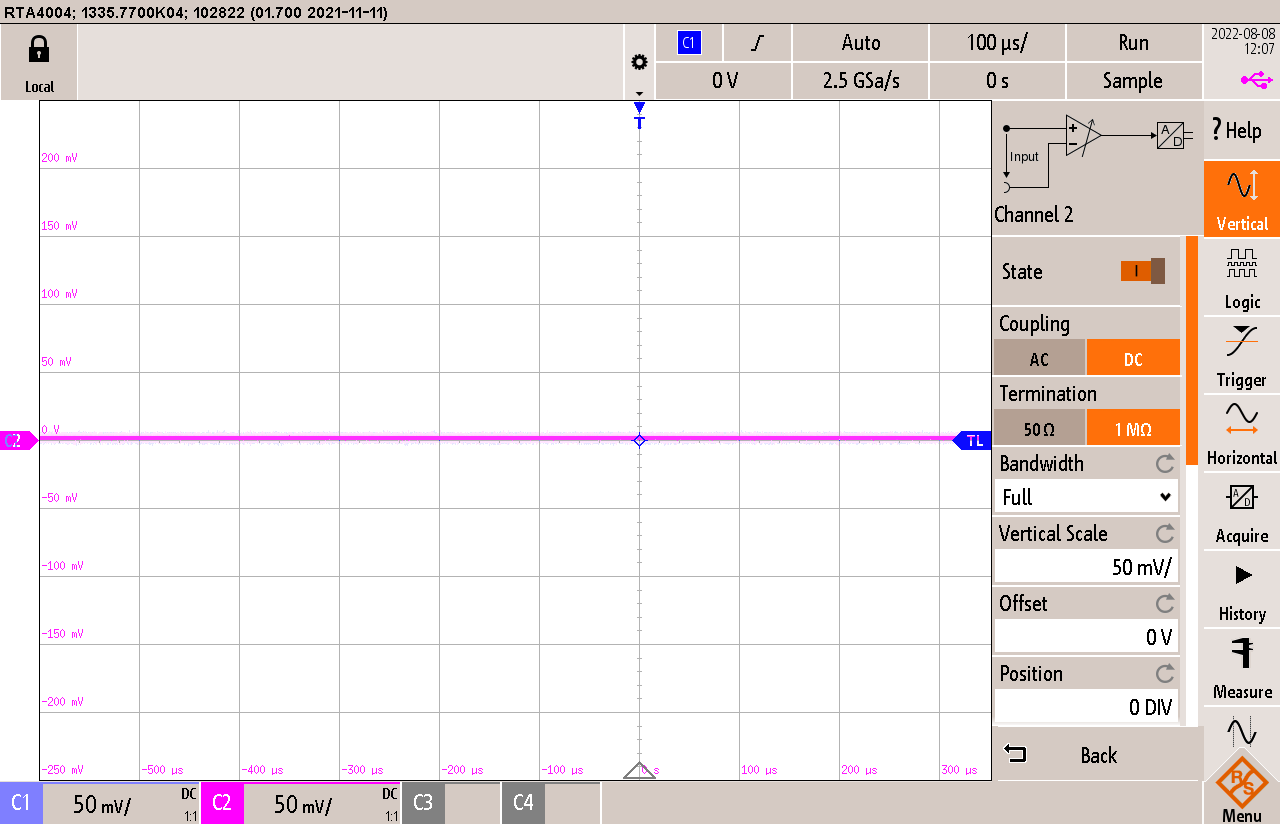 RTA4004; 1335.7700K04; 102822 (01.700 2021-11-11)
Local
C1
Auto
100 µs/
Run
2022-08-08
12:07
0 V
2.5 GSa/s
0 s
Sample
T
200 mV
150 mV
100 mV
50 mV
0 V
C2
TL
-50 mV
-100 mV
-150 mV
-200 mV
-250 mV
-500 µs
-400 µs
-300 µs
-200 µs
-100 µs
0 s
100 µs
200 µs
300 µs
Input
A
D
Channel 2
State
I
Coupling
AC
DC
Termination
50 Ω
1 MΩ
Bandwidth
Full
Vertical Scale
50 mV/
Offset
0 V
Position
0 DIV
Back
? Help
Vertical
Logic
Trigger
Horizontal
A
D
Acquire
History
Measure
R
S
Menu
C1
50 mV/
DC
1:1
C2
50 mV/
DC
1:1
C3
C4